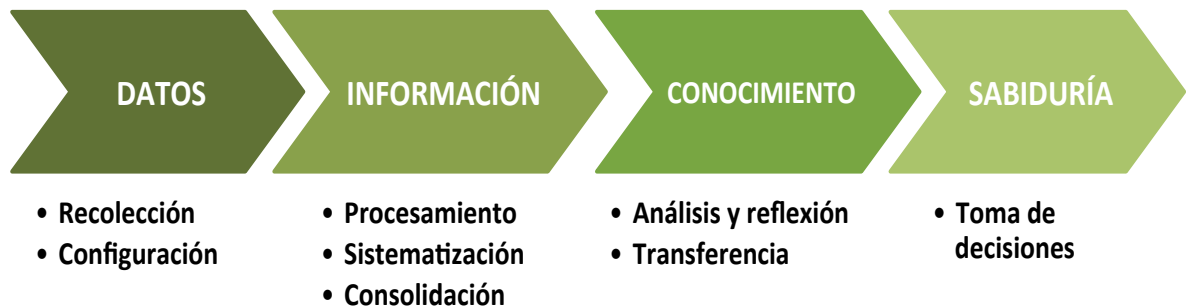 DATOS
• Recolección
• Configuración
INFORMACIÓN
• Procesamiento
• Sistematización
• Consolidación
CONOCIMIENTO
• Análisis y reflexión
• Transferencia
SABIDURÍA
• Toma de
decisiones